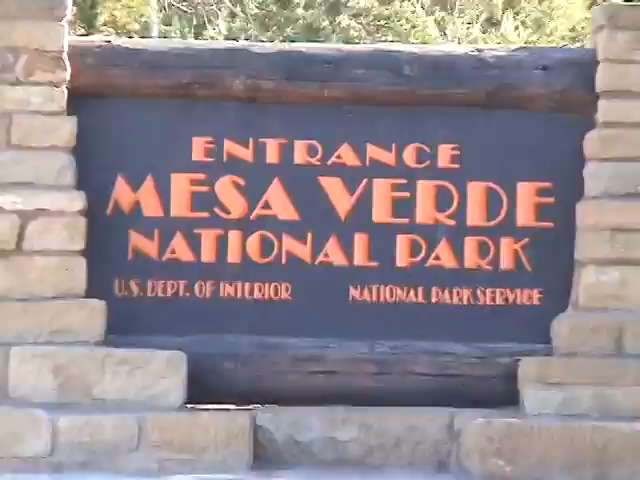 ENTRANCE
MESA VERDE
NATIONAL PARK
U.S. DEPT. OF INTERIOR NATIONAL PARK SERVICE